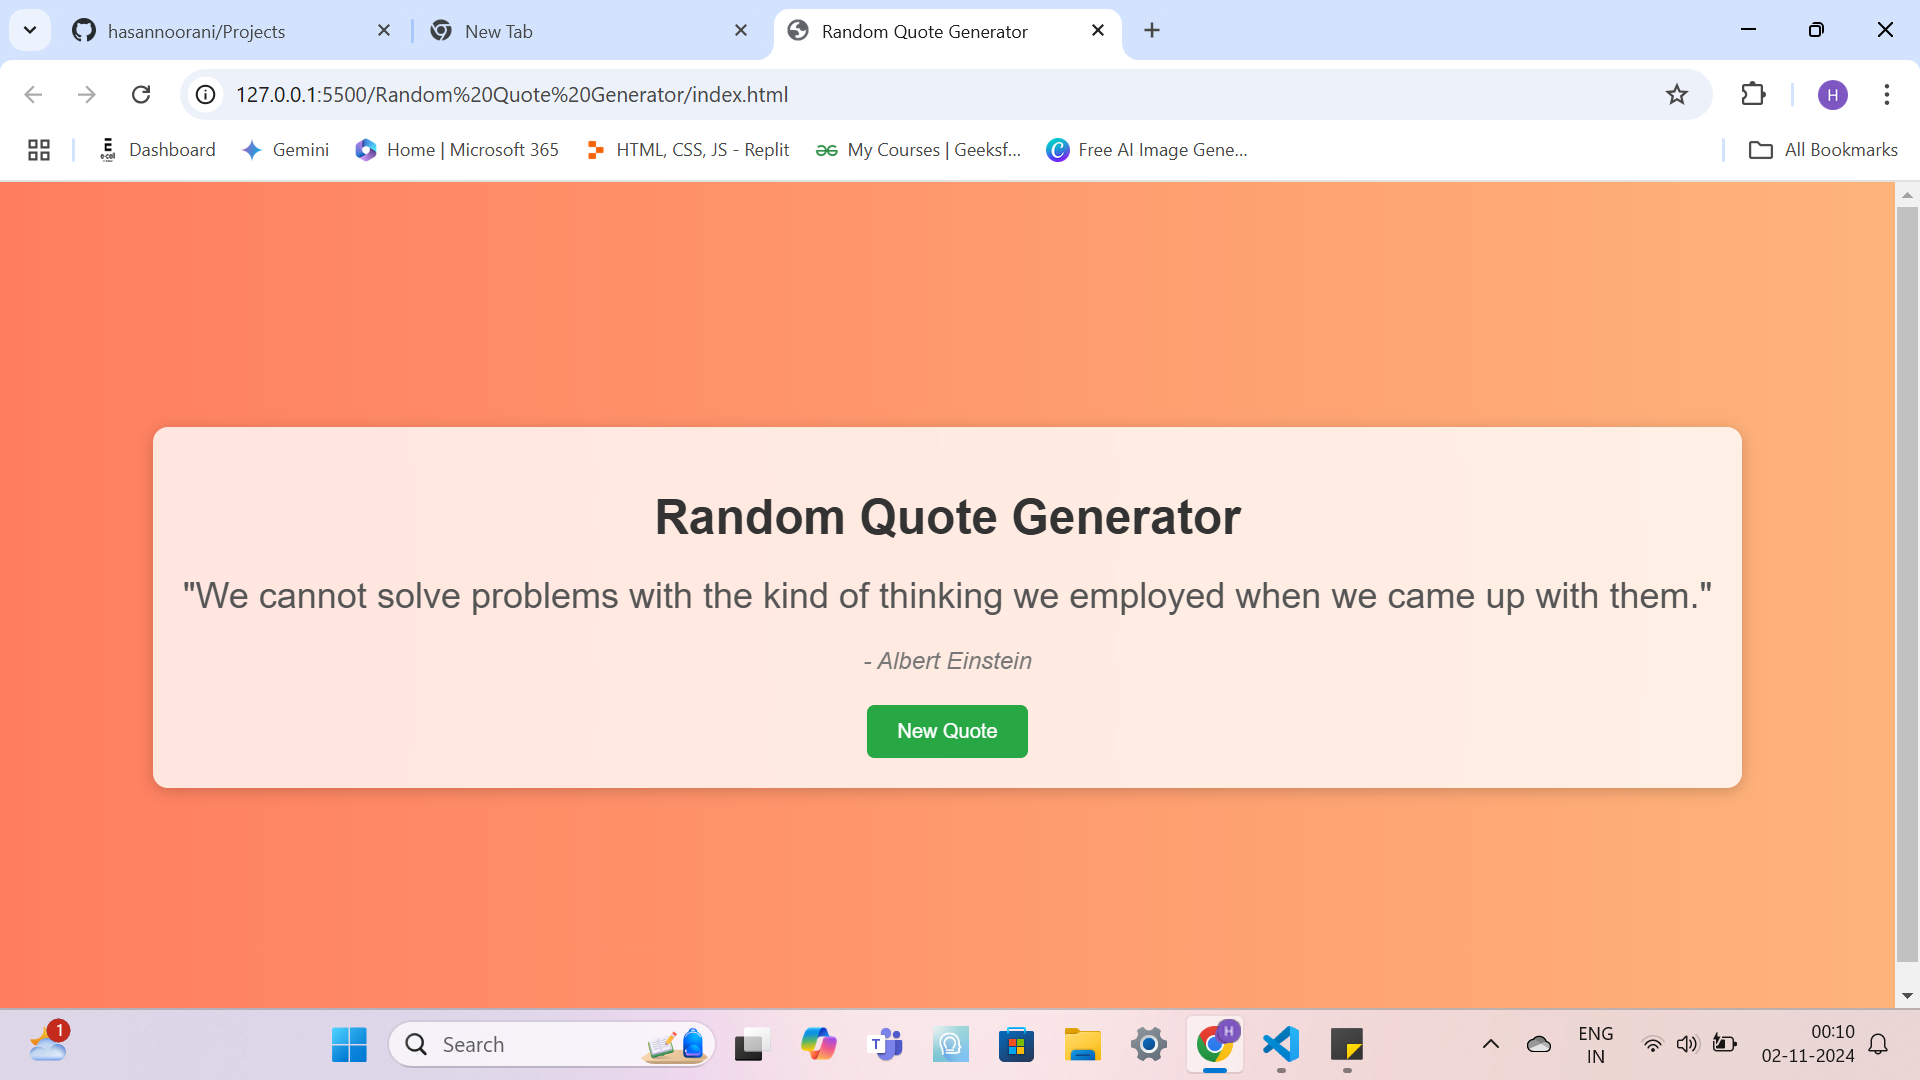 hasannoorani/Projects
New Tab
Random Quote Generator
127.0.0.1:5500/Random%20Quote%20Generator/index.html
H
Dashboard
Gemini
Home | Microsoft 365
HTML, CSS, JS - Replit
My Courses | Geeksf...
Free AI Image Gene...
All Bookmarks
Random Quote Generator
"We cannot solve problems with the kind of thinking we employed when we came up with them."
- Albert Einstein
New Quote
1
Search
H
ENG
IN
00:10
02-11-2024